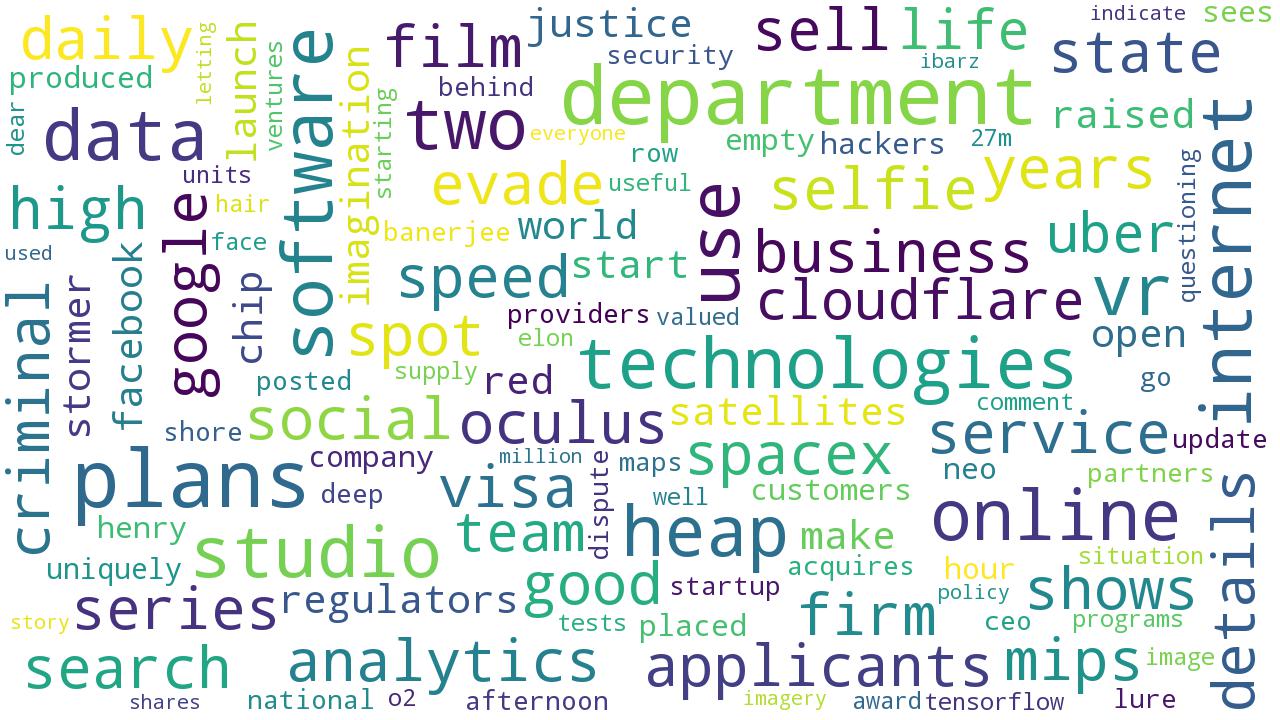 daily
letting
launch
ventures
software
film
justice
sell
life
indicate
sees
produced
imagination
behind
security
ibarz
state
dear
data
starting
two
everyone
department
raised
internet
units
row
empty
hackers
27m
years
high
google
hair
evade
useful
use
selfie
questioning
used
face
banerjee
world
business
uber
criminal
stormer
facebook
chip
speed
start
cloudflare
vr
spot
providers
valued
elon
technologies
open
posted
supply
red
go
comment
shore
social
oculus
satellites
service
update
plans
company
million
dispute
maps
spacex
neo
partners
deep
visa
well
customers
details
henry
studio
team
heap
make
online
uniquely
acquires
hour
situation
series
regulators
good
startup
firm
policy
shows
story
tests
placed
ceo
programs
search
analytics
applicants
mips
image
shares
national
o2
afternoon
imagery
award
tensorflow
lure